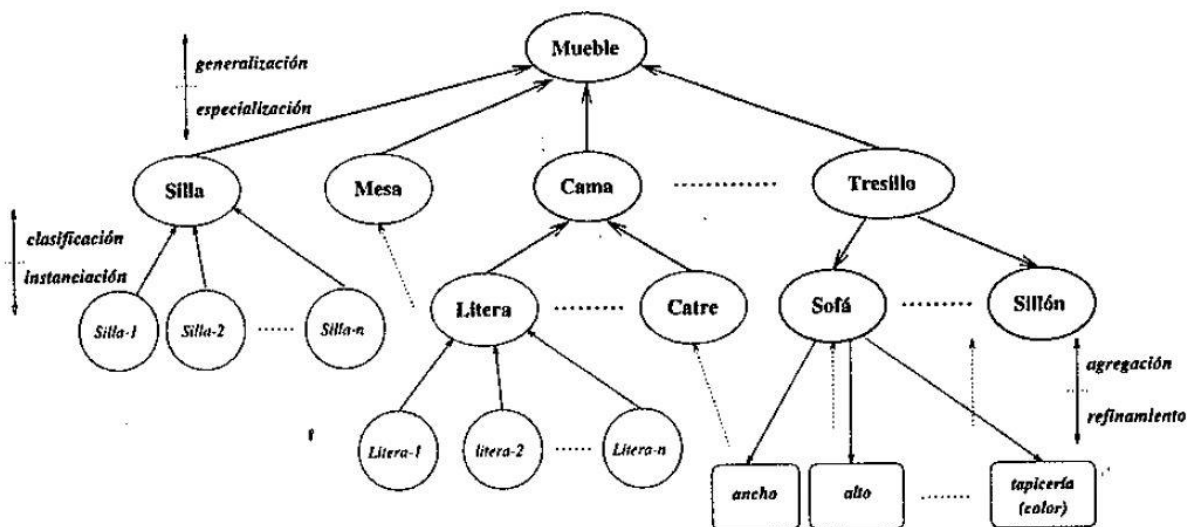 Mueble
generalización
especialización
Silla
Mesa
Cama
Tresillo
clasificación
instanciación
Litera
Catre
Sofá
Sillón
Silla-1
Silla-2
Silla-n
agregación
refinamiento
Litera-1
litera-2
Litera-n
ancho
alto
tapicería
(color)